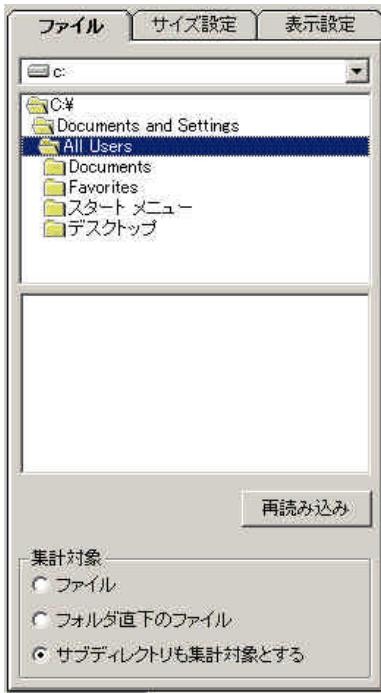 ファイル サイズ設定 表示設定
c:
C:¥
Documents and Settings
All Users
Documents
Favorites
スタート メニュー
デスクトップ
再読み込み
集計対象
ファイル
フォルダ直下のファイル
サブディレクトリも集計対象とする